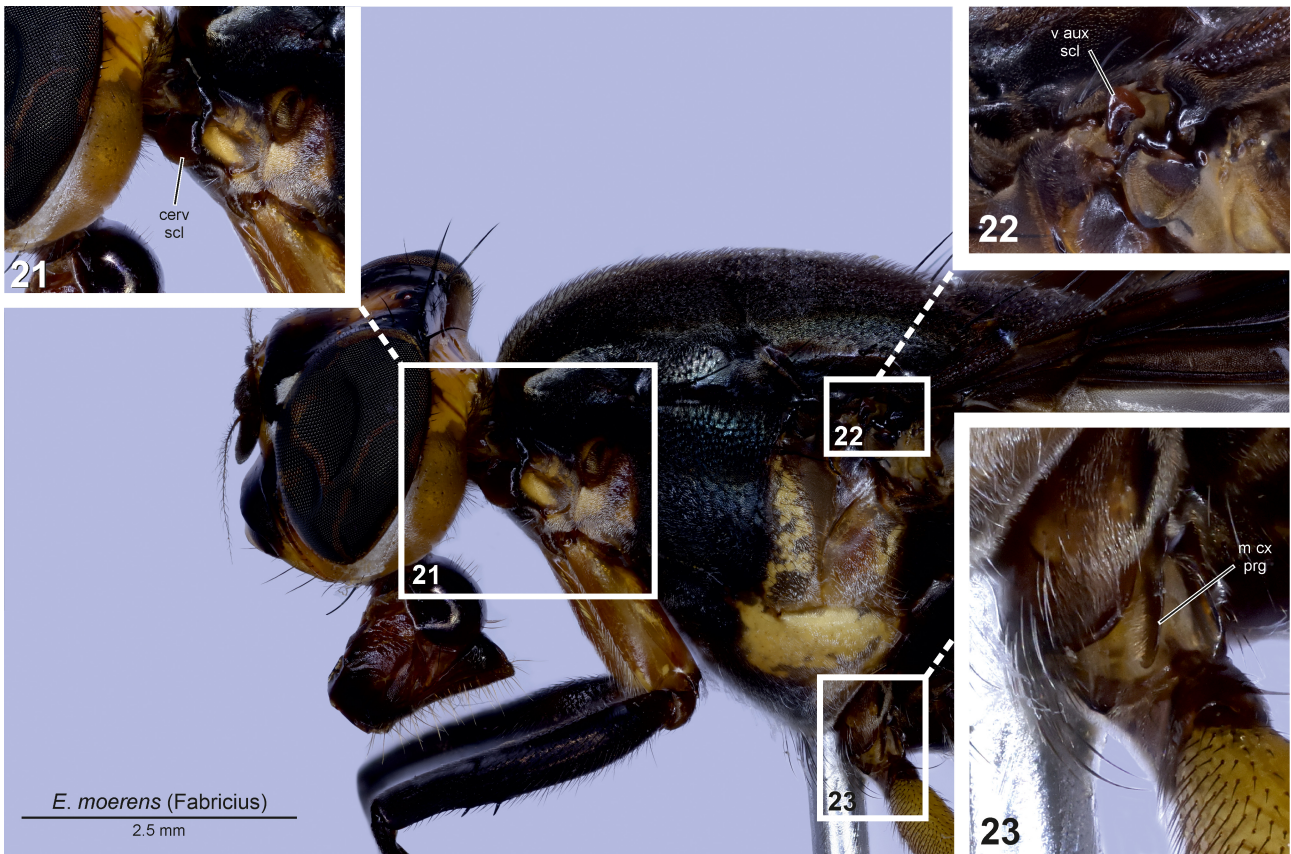 cerv
scl
21
v aux
scl
22
22
21
m cx
prg
23
23
E. moerens (Fabricius)
2.5 mm